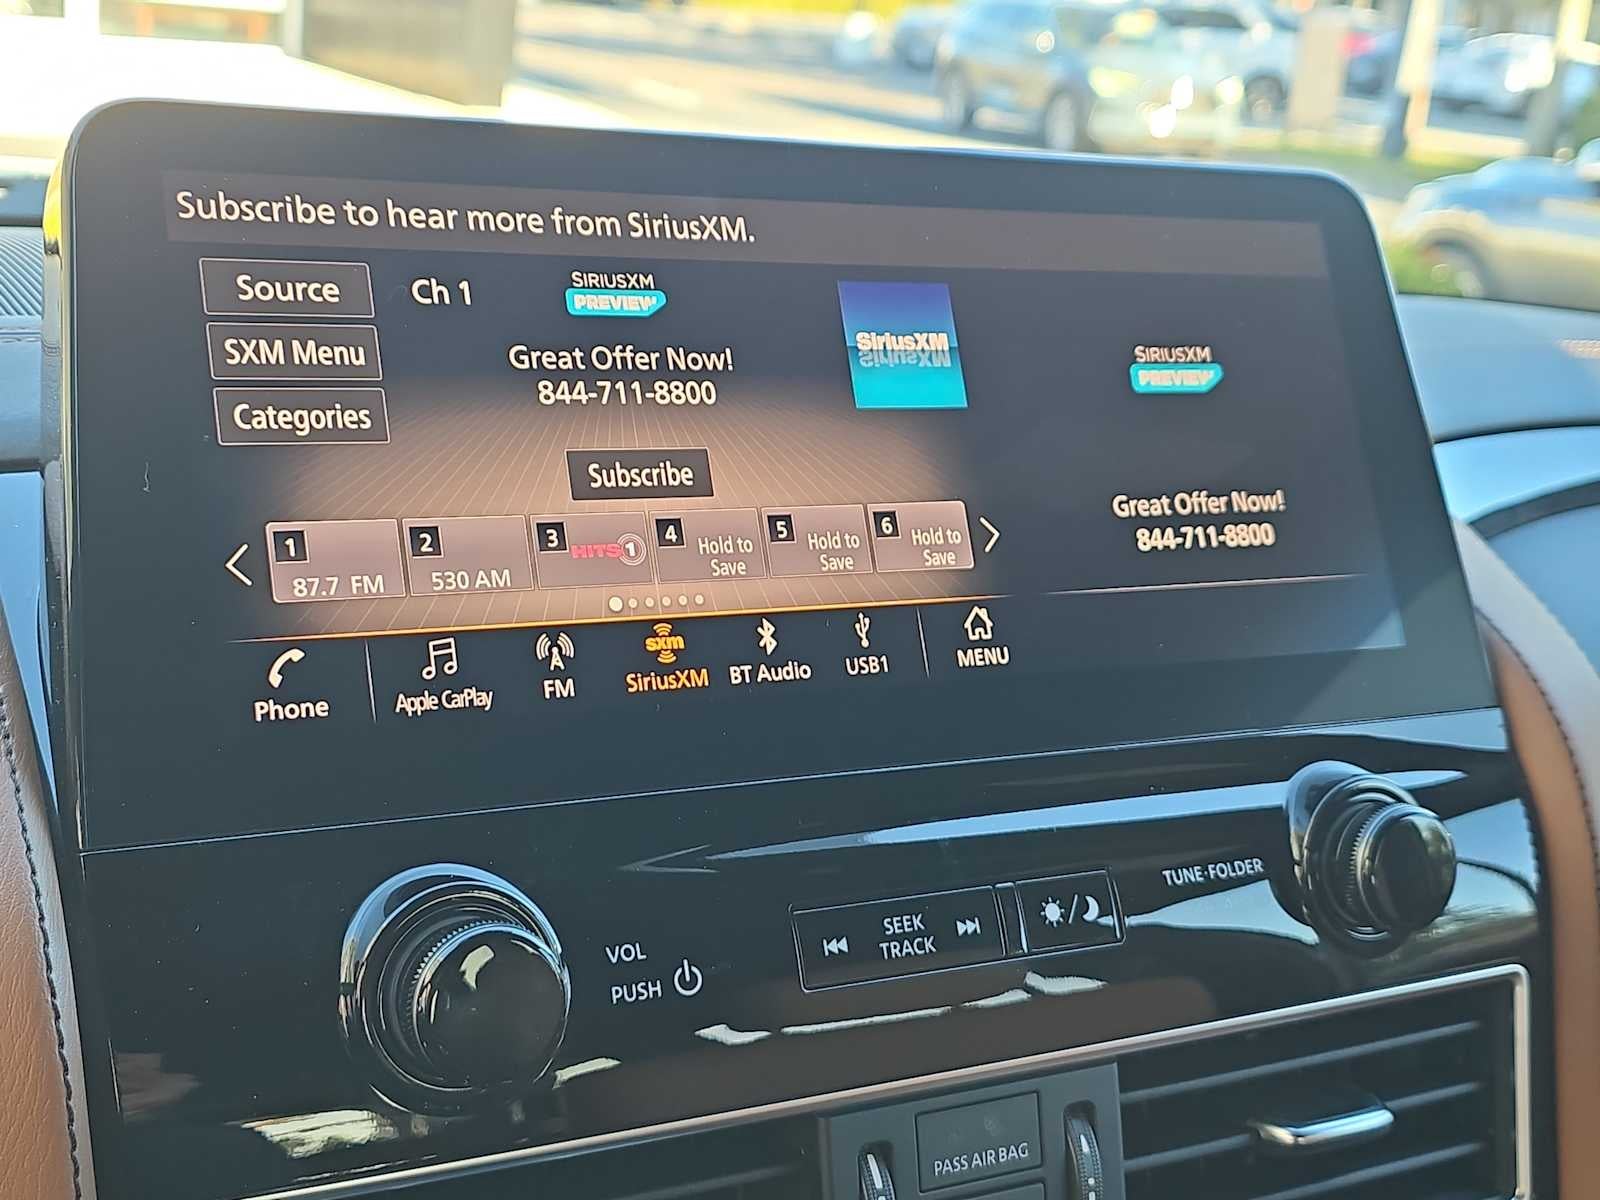 Subscribe to hear more from SiriusXM.
Source
Ch 1
SIRIUSXM
PREVIEW
SiriusXM
SiriusXM
SXM Menu
Great Offer Now!
844-711-8800
SIRIUSXM
PREVIEW
Categories
Subscribe
Great Offer Now!
844-711-8800
1
87.7 FM
2
530 AM
3
HITS 1
4
Hold to
Save
5
Hold to
Save
6
Hold to
Save
Phone
Apple CarPlay
FM
sxm
SiriusXM
BT Audio
USB1
MENU
VOL
PUSH
SEEK
TRACK
TUNE·FOLDER
PASS AIR BAG